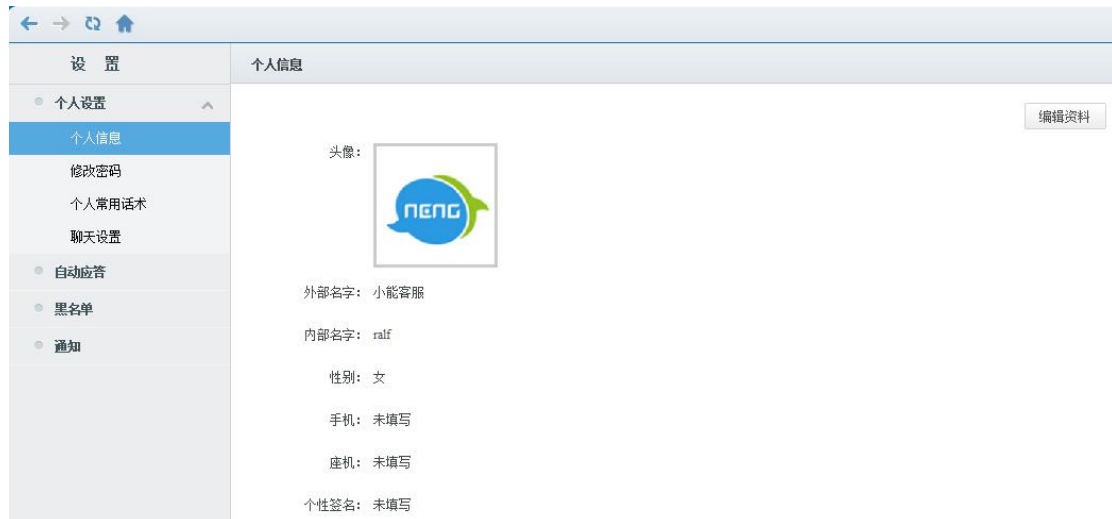 设 置
个人设置
个人信息
修改密码
个人常用话术
聊天设置
自动应答
黑名单
通知
个人信息
编辑资料
头像：
NENG
外部名字： 小能客服
内部名字： ralf
性别： 女
手机： 未填写
座机： 未填写
个性签名： 未填写